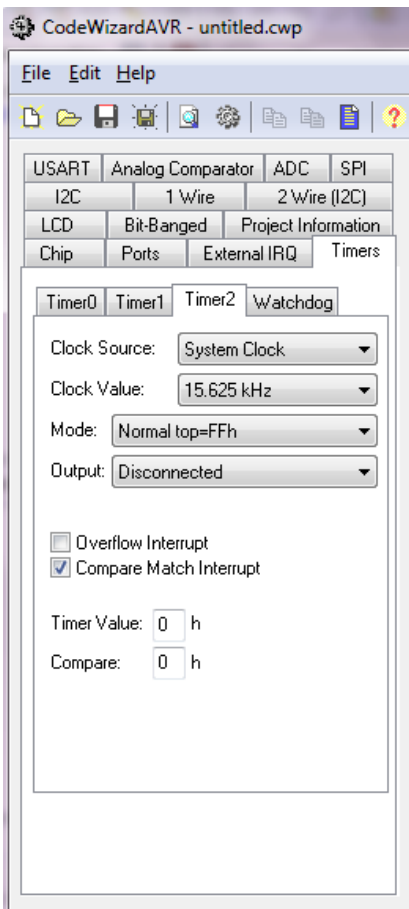 CodeWizardAVR - untitled.cwp
File Edit Help
USART Analog Comparator ADC SPI
I2C 1 Wire 2 Wire (I2C)
LCD Bit-Banged Project Information
Chip Ports External IRQ Timers
Timer0 Timer1 Timer2 Watchdog
Clock Source: System Clock
Clock Value: 15.625 kHz
Mode: Normal top=FFh
Output: Disconnected
Overflow Interrupt
Compare Match Interrupt
Timer Value: 0 h
Compare: 0 h